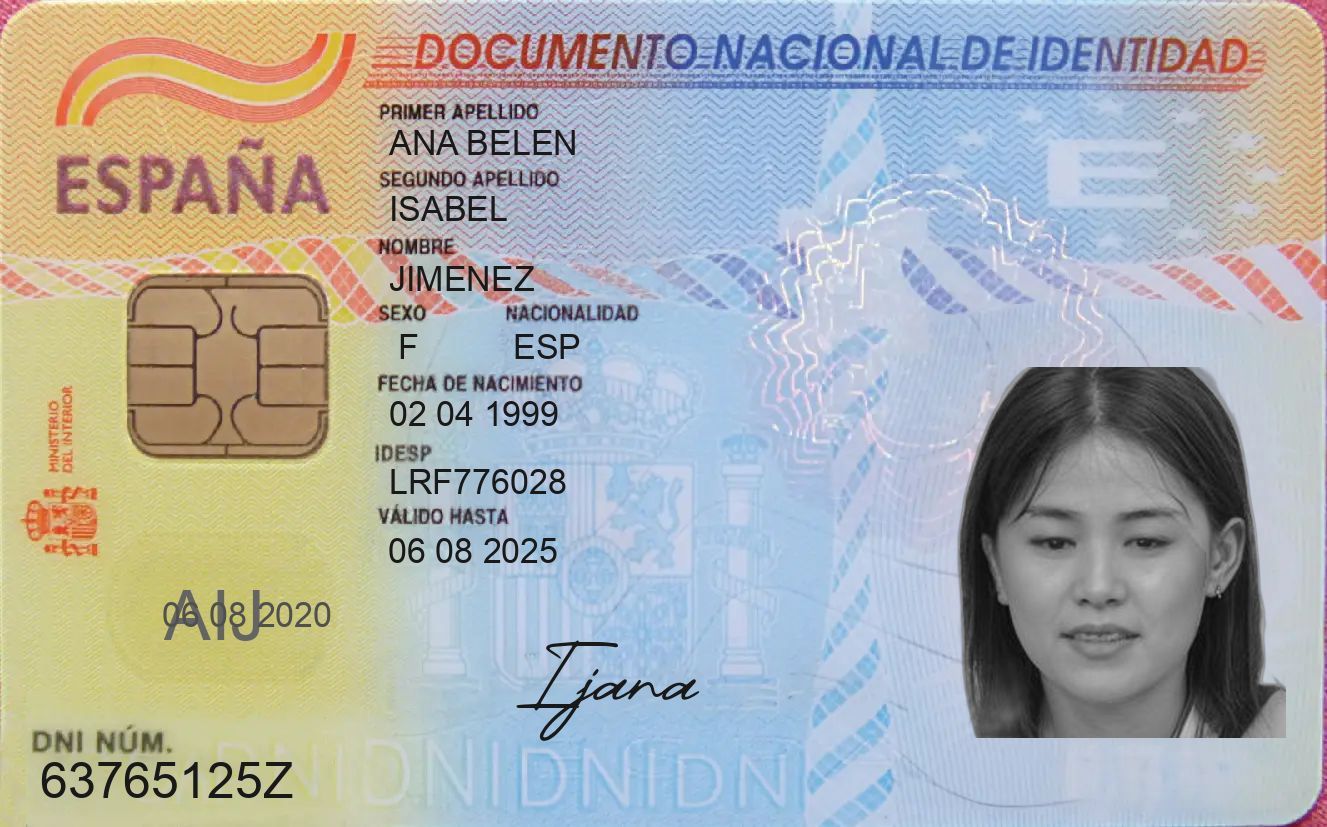 DOCUMENTO NACIONAL DE IDENTIDAD
ESPAÑA
PRIMER APELLIDO
ANA BELEN
SEGUNDO APELLIDO
ISABEL
NOMBRE
JIMENEZ
SEXO NACIONALIDAD
F ESP
FECHA DE NACIMIENTO
02 04 1999
IDESP
LRF776028
VÁLIDO HASTA
06 08 2025
MINISTERIO
DEL INTERIOR
E
AIJ
06 08 2020
Ijana
DNI NÚM.
63765125Z
DNIDNIDNIDNI